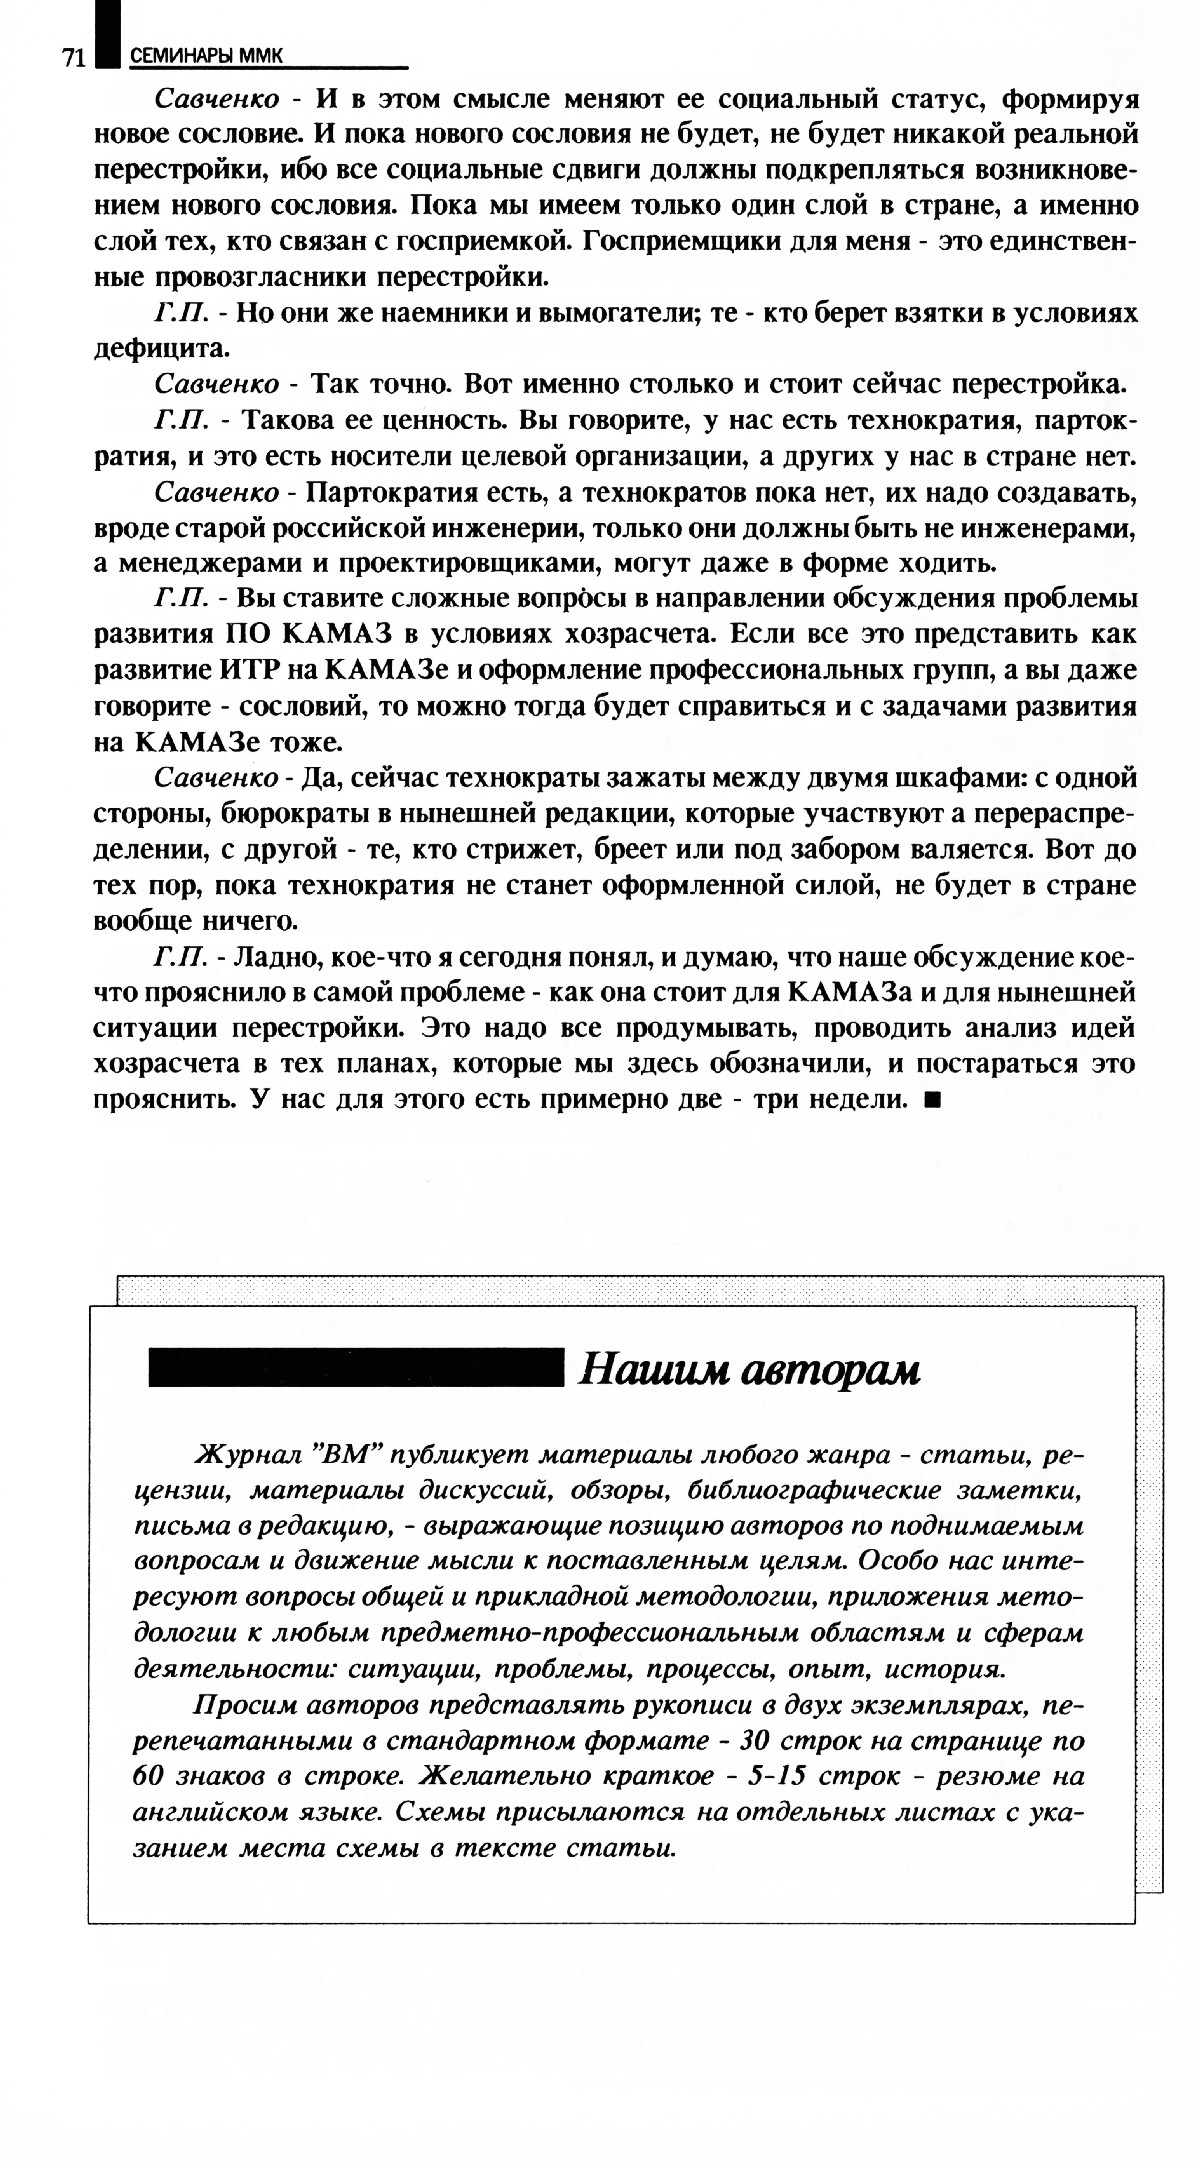 71 СЕМИНАРЫ ММК
Савченко - И в этом смысле меняют ее социальный статус, формируя
новое сословие. И пока нового сословия не будет, не будет никакой реальной
перестройки, ибо все социальные сдвиги должны подкрепляться возникнове-
нием нового сословия. Пока мы имеем только один слой в стране, а именно
слой тех, кто связан с госприемкой. Госприемщики для меня - это единствен-
ные провозгласники перестройки.
Г.П. - Но они же наемники и вымогатели; те - кто берет взятки в условиях
дефицита.
Савченко - Так точно. Вот именно столько и стоит сейчас перестройка.
Г.П. - Такова ее ценность. Вы говорите, у нас есть технократия, парток-
ратия, и это есть носители целевой организации, а других у нас в стране нет.
Савченко - Партократия есть, а технократов пока нет, их надо создавать,
вроде старой российской инженерии, только они должны быть не инженерами,
а менеджерами и проектировщиками, могут даже в форме ходить.
Г.П. - Вы ставите сложные вопросы в направлении обсуждения проблемы
развития ПО КАМАЗ в условиях хозрасчета. Если все это представить как
развитие ИТР на КАМАЗе и оформление профессиональных групп, а вы даже
говорите - сословий, то можно тогда будет справиться и с задачами развития
на КАМАЗе тоже.
Савченко - Да, сейчас технократы зажаты между двумя шкафами: с одной
стороны, бюрократы в нынешней редакции, которые участвуют а перераспре-
делении, с другой - те, кто стрижет, бреет или под забором валяется. Вот до
тех пор, пока технократия не станет оформленной силой, не будет в стране
вообще ничего.
Г.П. - Ладно, кое-что я сегодня понял, и думаю, что наше обсуждение кое-
что прояснило в самой проблеме - как она стоит для КАМАЗа и для нынешней
ситуации перестройки. Это надо все продумывать, проводить анализ идей
хозрасчета в тех планах, которые мы здесь обозначили, и постараться это
прояснить. У нас для этого есть примерно две - три недели. ■
Нашим авторам
Журнал ”ВМ” публикует материалы любого жанра - статьи, ре-
цензии, материалы дискуссий, обзоры, библиографические заметки,
письма в редакцию, - выражающие позицию авторов по поднимаемым
вопросам и движение мысли к поставленным целям. Особо нас инте-
ресуют вопросы общей и прикладной методологии, приложения мето-
дологии к любым предметно-профессиональным областям и сферам
деятельности: ситуации, проблемы, процессы, опыт, история.
Просим авторов представлять рукописи в двух экземплярах, пе-
репечатанными в стандартном формате - 30 строк на странице по
60 знаков в строке. Желательно краткое - 5-15 строк - резюме на
английском языке. Схемы присылаются на отдельных листах с ука-
занием места схемы в тексте статьи.